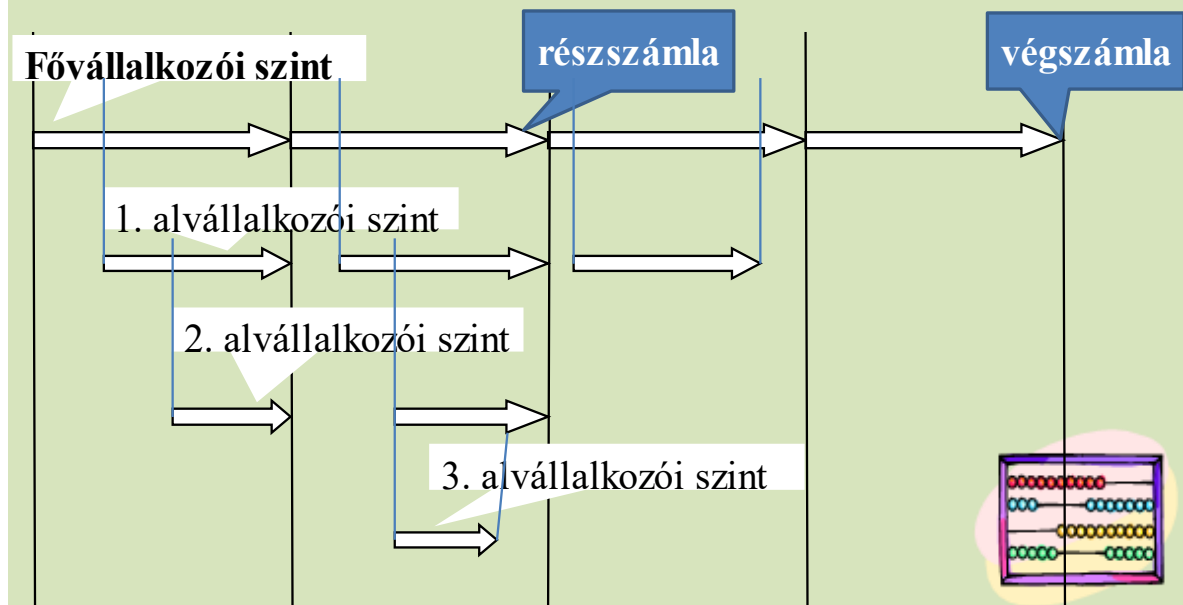 Fővállalkozói szint
részszámla
végszámla
1. alvállalkozói szint
2. alvállalkozói szint
3. alvállalkozói szint